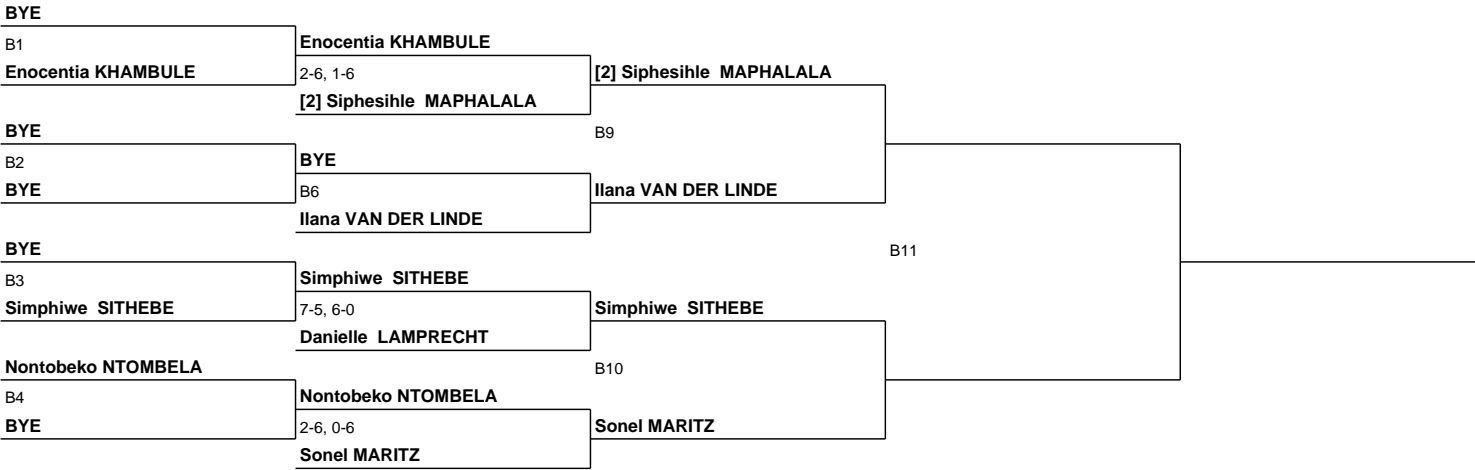 BYE
B1
Enocentia KHAMBULE
Enocentia KHAMBULE
2-6, 1-6
[2] Siphesihle MAPHALALA
[2] Siphesihle MAPHALALA
BYE
B9
B2
BYE
BYE
B6
Ilana VAN DER LINDE
Ilana VAN DER LINDE
BYE
B11
B3
Simphiwe SITHEBE
Simphiwe SITHEBE
7-5, 6-0
Simphiwe SITHEBE
Danielle LAMPRECHT
Nontobeko NTOMBELA
B10
B4
Nontobeko NTOMBELA
BYE
2-6, 0-6
Sonel MARITZ
Sonel MARITZ